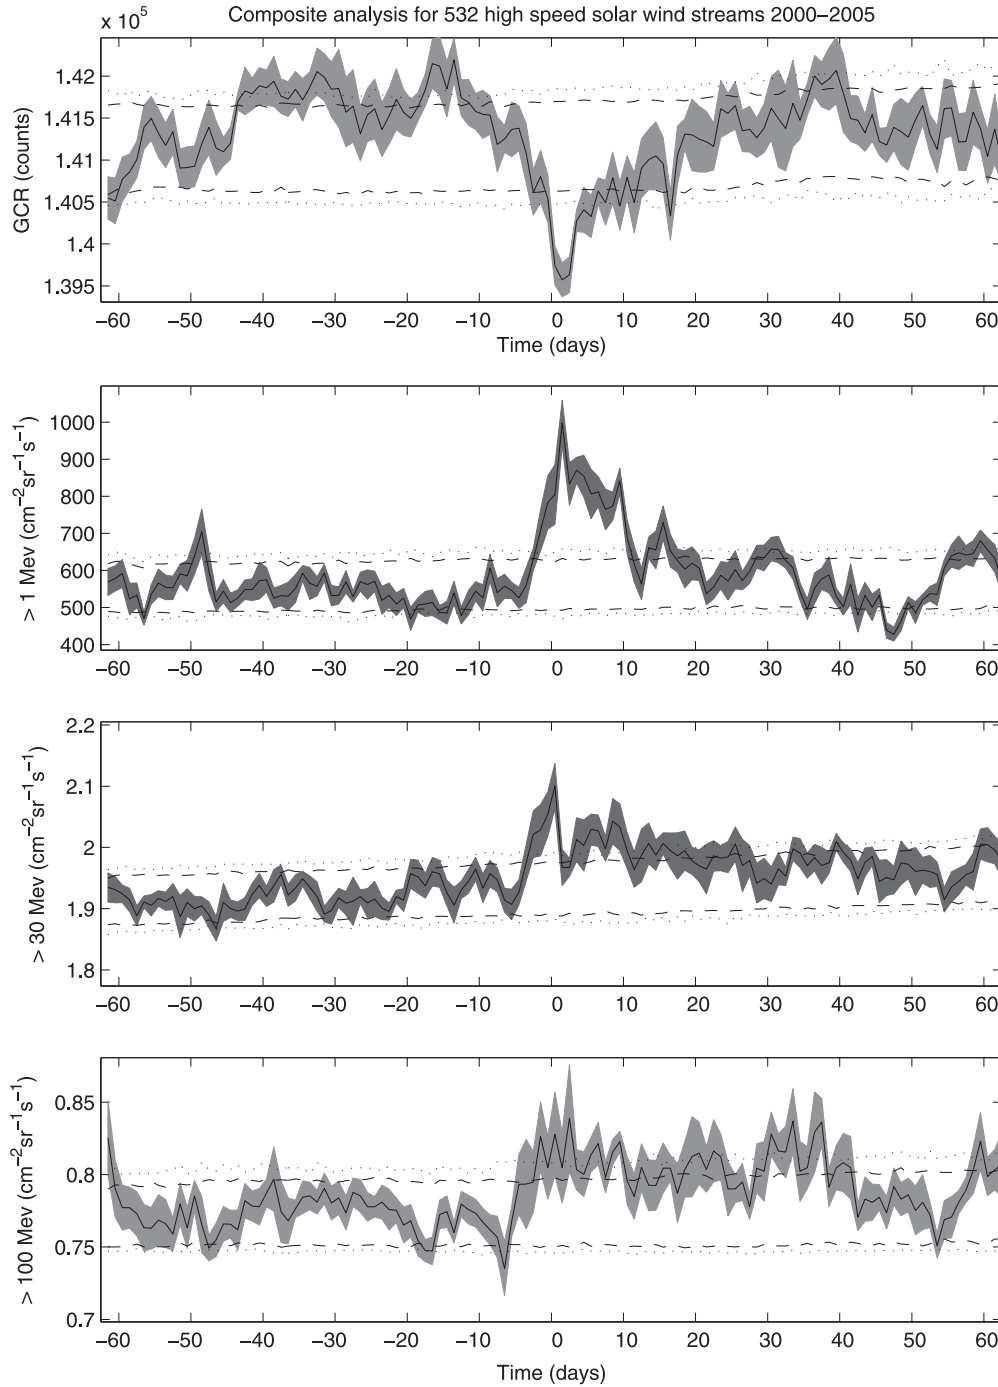 Composite analysis for 532 high speed solar wind streams 2000–2005
x 10⁵
1.42
1.415
1.41
1.405
1.4
1.395
GCR (counts)
−60 −50 −40 −30 −20 −10 0 10 20 30 40 50 60
Time (days)
1000
900
800
700
600
500
400
> 1 Mev (cm⁻²sr⁻¹s⁻¹)
−60 −50 −40 −30 −20 −10 0 10 20 30 40 50 60
2.2
2.1
2
1.9
1.8
> 30 Mev (cm⁻²sr⁻¹s⁻¹)
−60 −50 −40 −30 −20 −10 0 10 20 30 40 50 60
0.85
0.8
0.75
0.7
> 100 Mev (cm⁻²sr⁻¹s⁻¹)
−60 −50 −40 −30 −20 −10 0 10 20 30 40 50 60
Time (days)